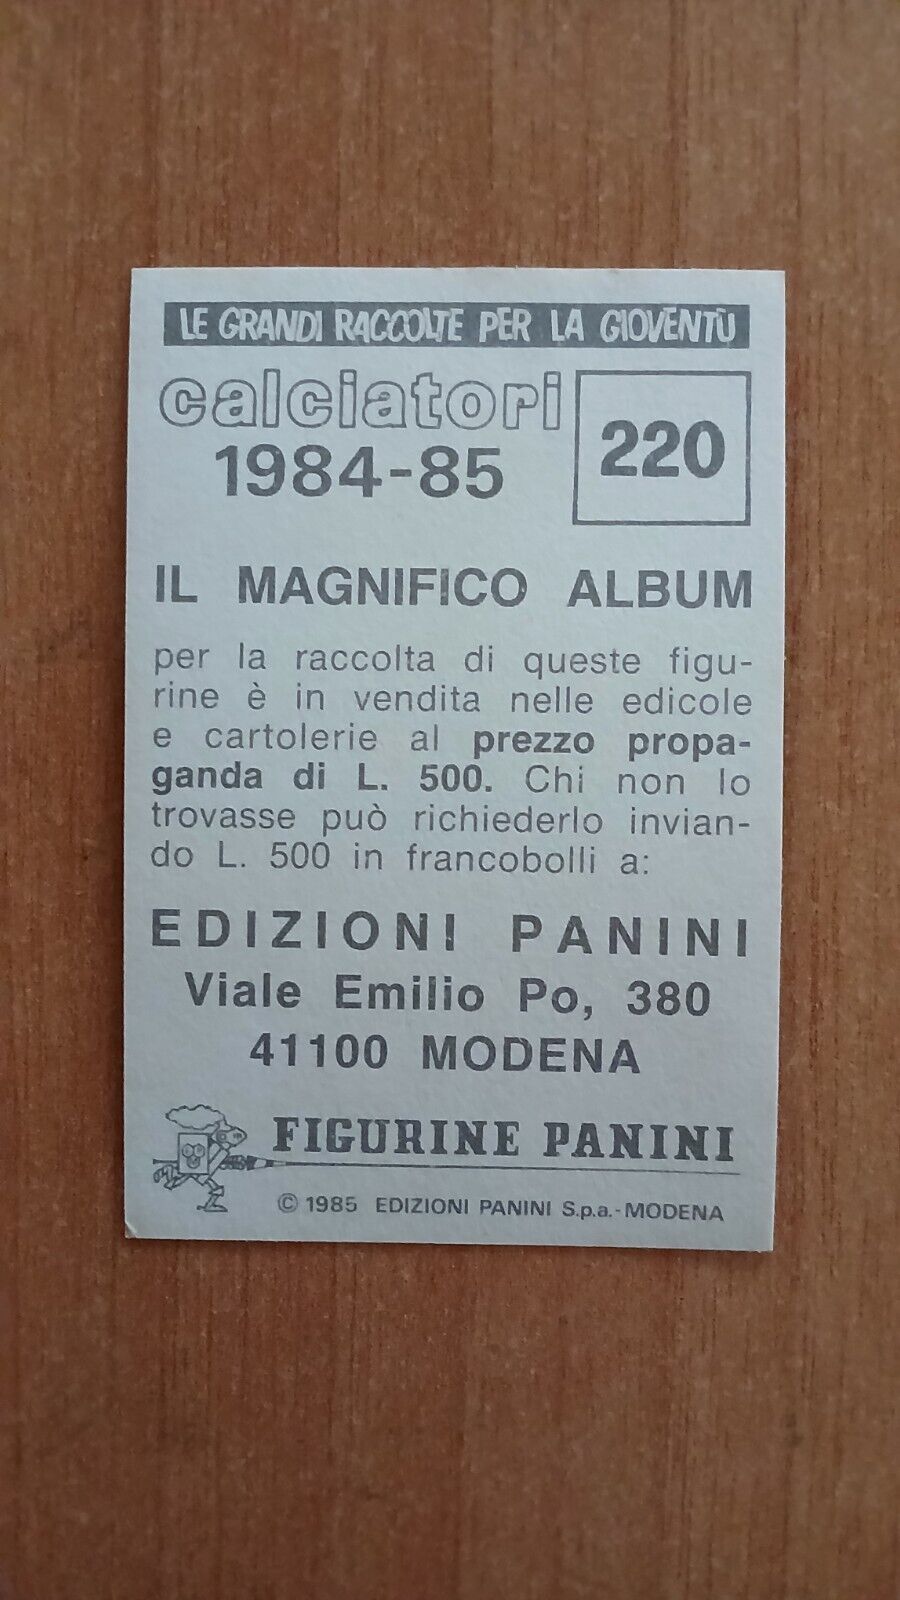 LE GRANDI RACCOLTE PER LA GIOVENTÙ
calciatori
1984-85
220
IL MAGNIFICO ALBUM
per la raccolta di queste figu-
rine è in vendita nelle edicole
e cartolerie al prezzo propa-
ganda di L. 500. Chi non lo
trovasse può richiederlo invian-
do L. 500 in francobolli a:
EDIZIONI PANINI
Viale Emilio Po, 380
41100 MODENA
FIGURINE PANINI
© 1985 EDIZIONI PANINI S.p.a.-MODENA